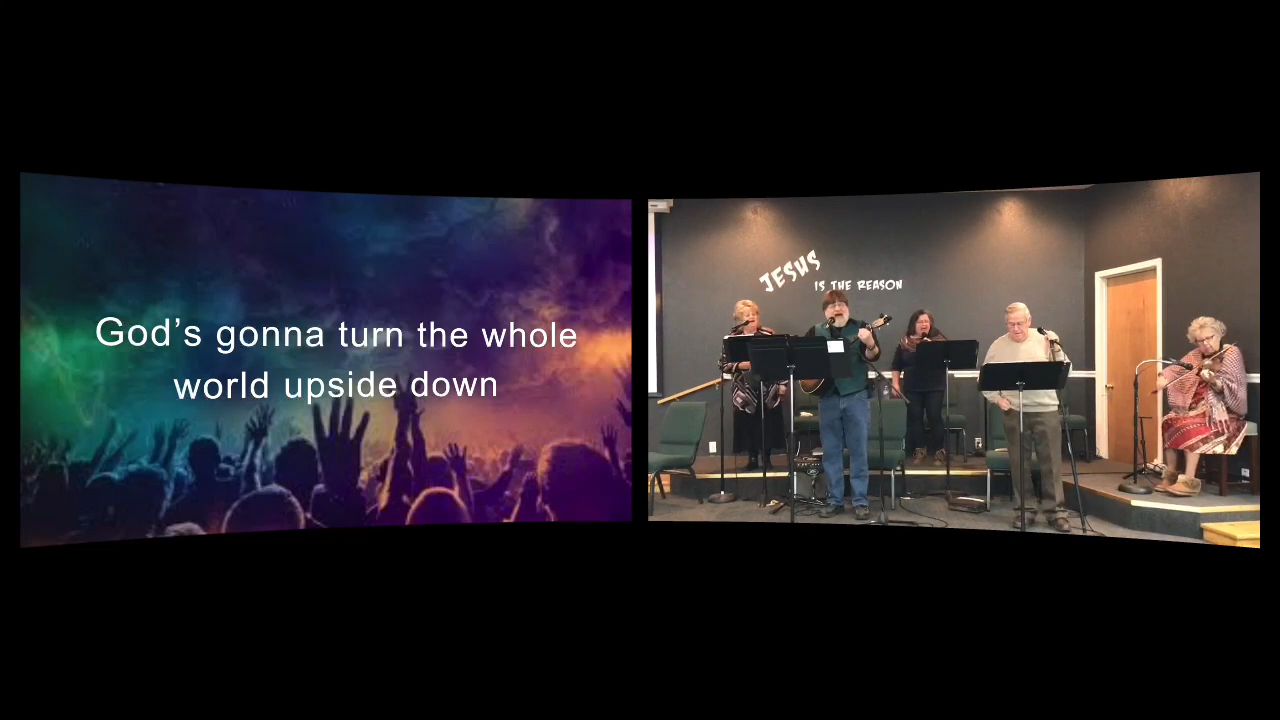 God’s gonna turn the whole
world upside down
JESUS
IS THE REASON